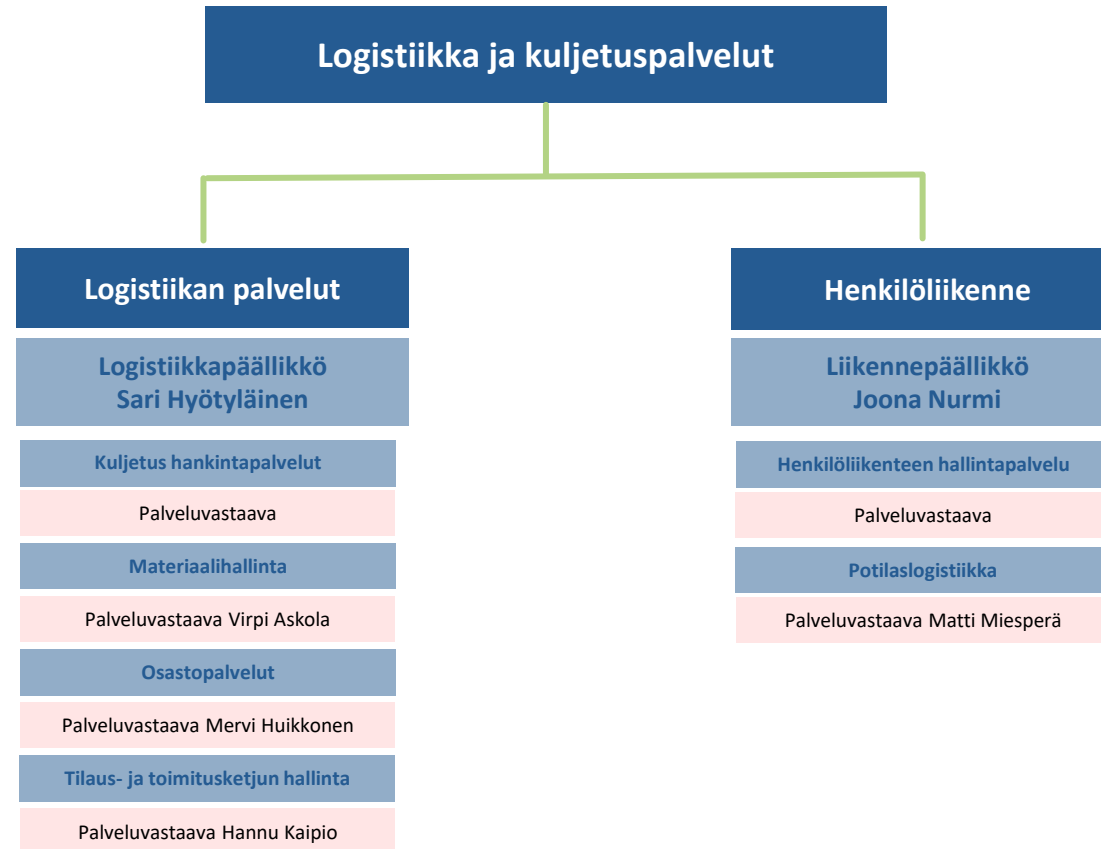 Logistiikka ja kuljetuspalvelut
Logistiikan palvelut
Logistiikkapäällikkö
Sari Hyötyläinen
Kuljetus hankintapalvelut
Palveluvastaava
Materiaalihallinta
Palveluvastaava Virpi Askola
Osastopalvelut
Palveluvastaava Mervi Huikkonen
Tilaus- ja toimitusketjun hallinta
Palveluvastaava Hannu Kaipio
Henkilöliikenne
Liikennepäällikkö
Joona Nurmi
Henkilöliikenteen hallintapalvelu
Palveluvastaava
Potilaslogistiikka
Palveluvastaava Matti Miesperä